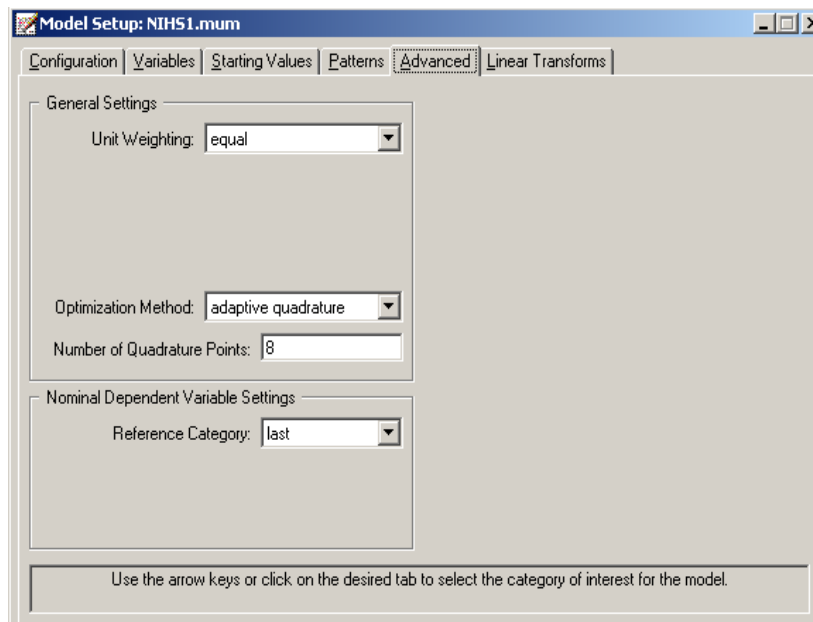 Model Setup: NIHS1.mum
Configuration Variables Starting Values Patterns Advanced Linear Transforms
General Settings
Unit Weighting: equal
Optimization Method: adaptive quadrature
Number of Quadrature Points: 8
Nominal Dependent Variable Settings
Reference Category: last
Use the arrow keys or click on the desired tab to select the category of interest for the model.